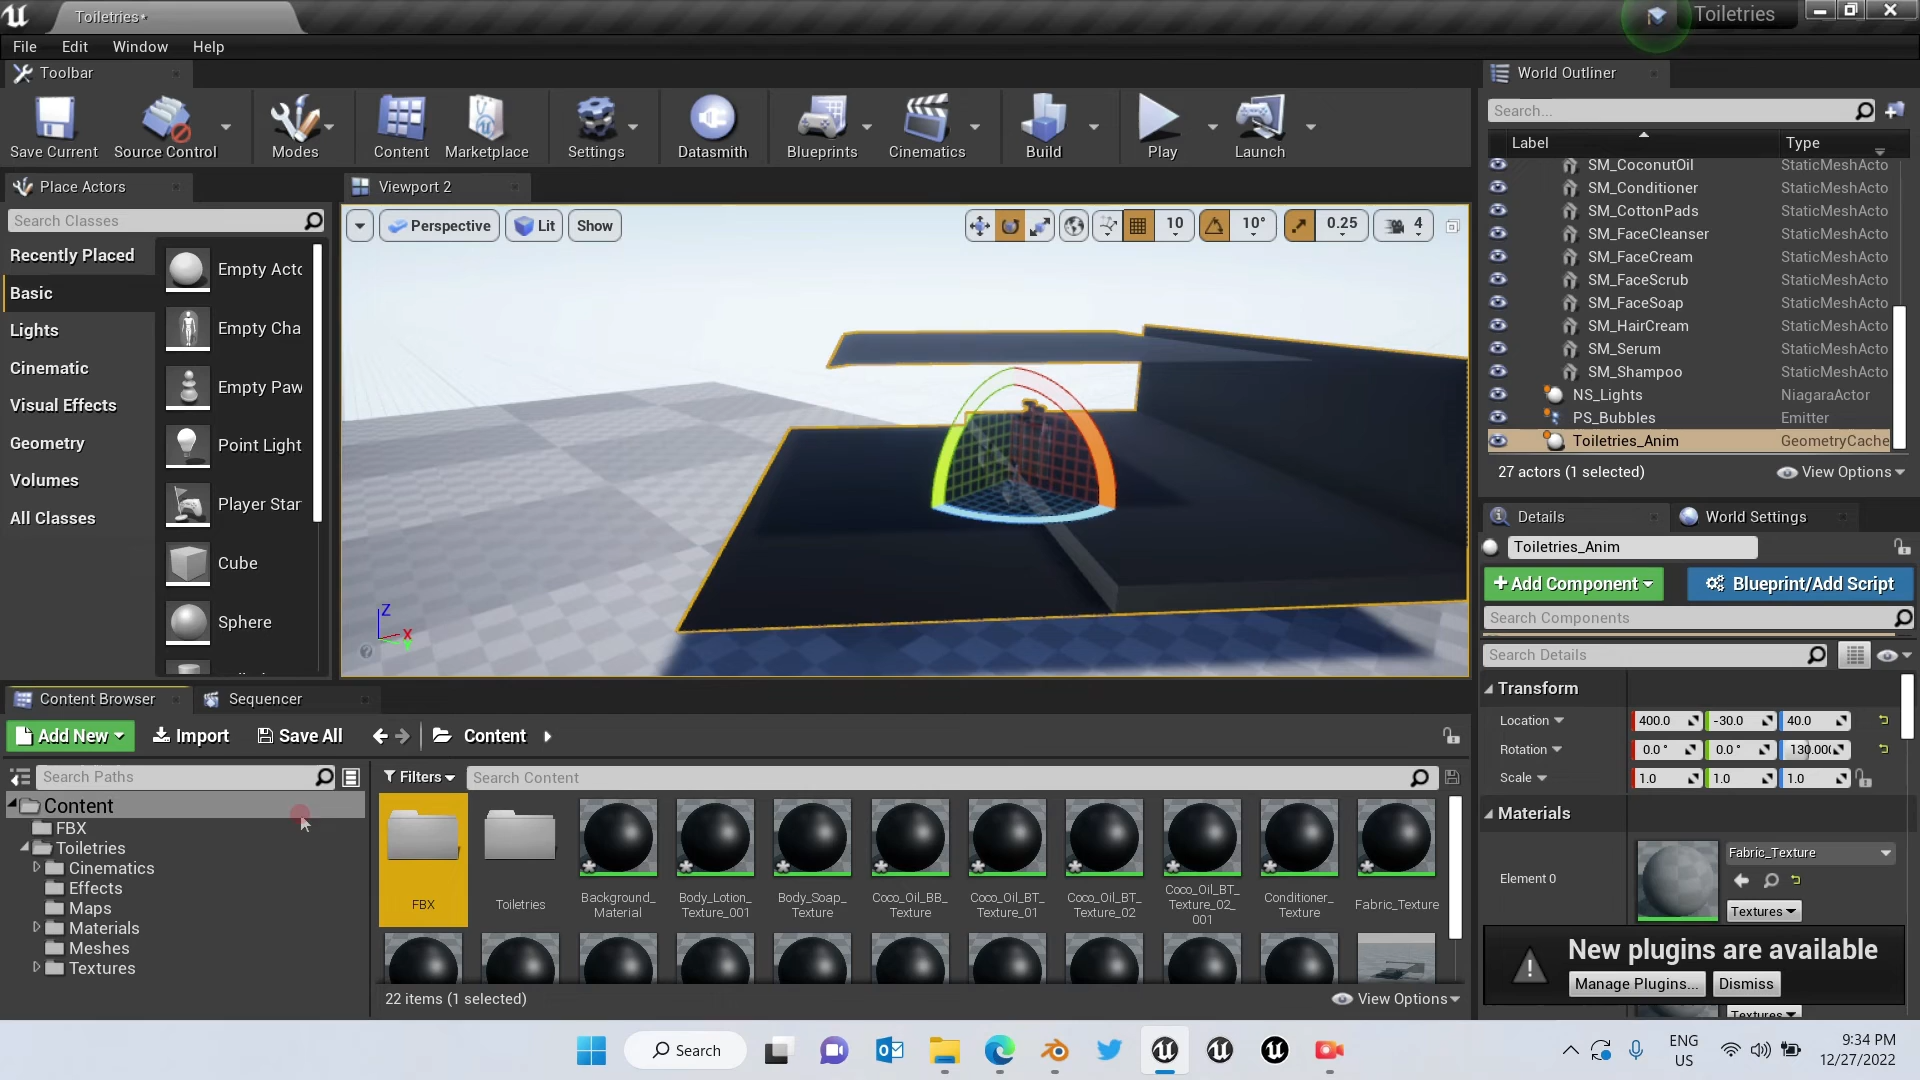 Toiletries*
Toiletries
File Edit Window Help
Toolbar
Save Current
Source Control
Modes
Content
Marketplace
Settings
Datasmith
Blueprints
Cinematics
Build
Play
Launch
Place Actors
Search Classes
Recently Placed
Basic
Lights
Cinematic
Visual Effects
Geometry
Volumes
All Classes
Empty Acto
Empty Cha
Empty Paw
Point Light
Player Star
Cube
Sphere
Viewport 2
Perspective
Lit
Show
10
10°
0.25
4
Z
X
World Outliner
Search...
Label
Type
SM_CoconutOil StaticMeshActo
SM_Conditioner StaticMeshActo
SM_CottonPads StaticMeshActo
SM_FaceCleanser StaticMeshActo
SM_FaceCream StaticMeshActo
SM_FaceScrub StaticMeshActo
SM_FaceSoap StaticMeshActo
SM_HairCream StaticMeshActo
SM_Serum StaticMeshActo
SM_Shampoo StaticMeshActo
NS_Lights NiagaraActor
PS_Bubbles Emitter
Toiletries_Anim GeometryCache
27 actors (1 selected)
View Options
Details
World Settings
Toiletries_Anim
+Add Component
Blueprint/Add Script
Search Components
Search Details
Transform
Location 400.0 -30.0 40.0
Rotation 0.0° 0.0° 130.00
Scale 1.0 1.0 1.0
Materials
Element 0
Fabric_Texture
Textures
New plugins are available
Manage Plugins...
Dismiss
Textures
Content Browser
Sequencer
Add New
Import
Save All
Content
Search Paths
Content
FBX
Toiletries
Cinematics
Effects
Maps
Materials
Meshes
Textures
Filters
Search Content
FBX
Toiletries
Background_
Material
Body_Lotion_
Texture_001
Body_Soap_
Texture
Coco_Oil_BB_
Texture
Coco_Oil_BT_
Texture_01
Coco_Oil_BT_
Texture_02
Coco_Oil_BT_
Texture_02_
001
Conditioner_
Texture
Fabric_Texture
22 items (1 selected)
View Options
Search
ENG
US
9:34 PM
12/27/2022